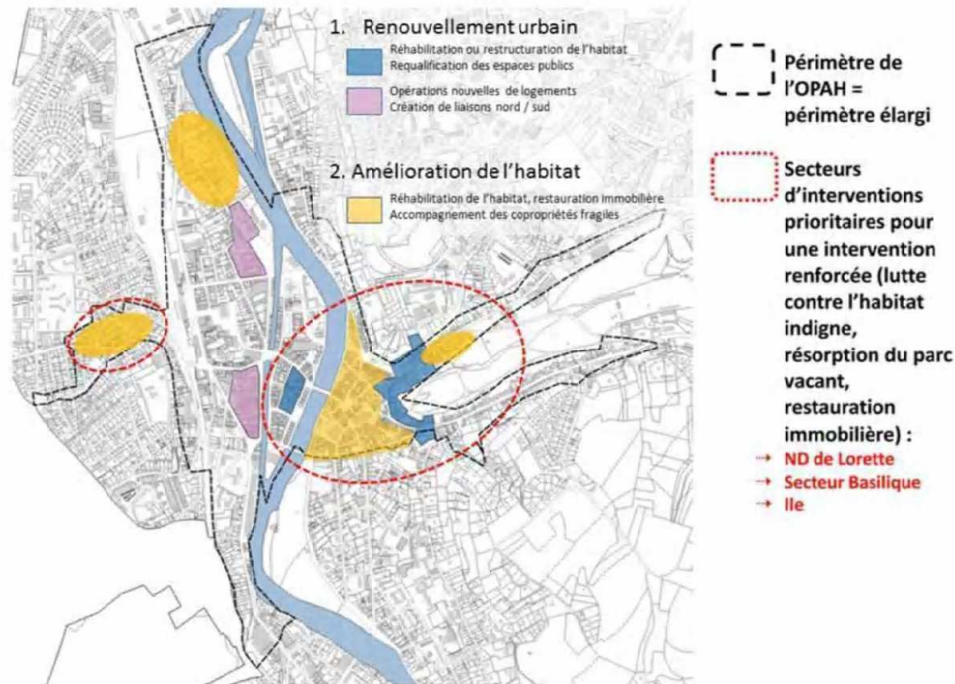 1. Renouvellement urbain
Réhabilitation ou restructuration de l'habitat
Requalification des espaces publics
Opérations nouvelles de logements
Création de liaisons nord / sud
2. Amélioration de l'habitat
Réhabilitation de l'habitat, restauration immobilière
Accompagnement des copropriétés fragiles
Périmètre de
l'OPAH =
périmètre élargi
Secteurs
d'interventions
prioritaires pour
une intervention
renforcée (lutte
contre l'habitat
indigne,
résorption du parc
vacant,
restauration
immobilière) :
→ ND de Lorette
→ Secteur Basilique
→ Ile